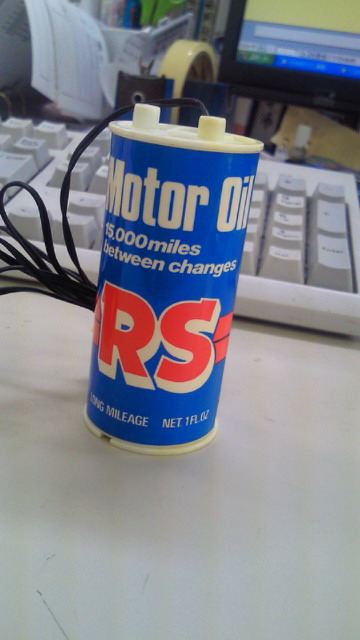 Motor Oil
15,000 miles
between changes
RS
LONG MILEAGE NET 1 FL OZ